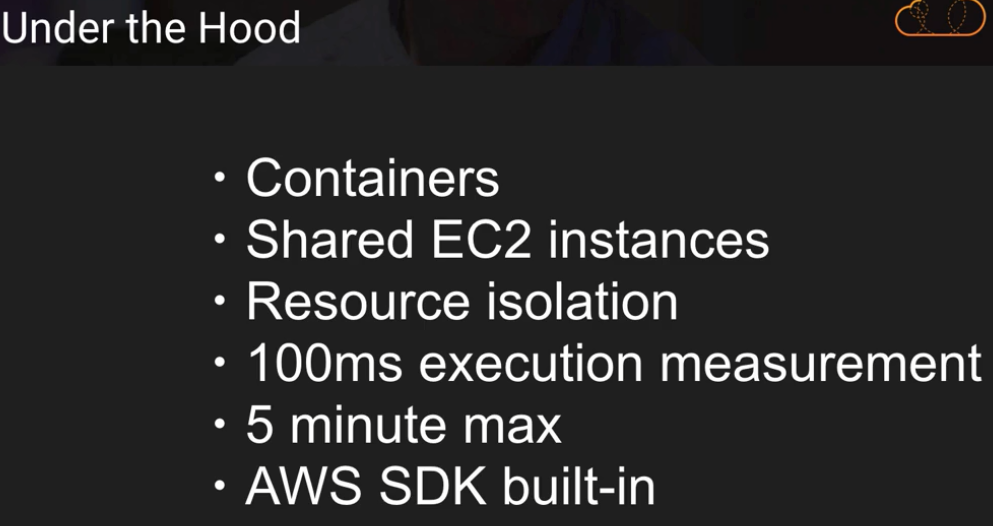 Under the Hood
• Containers
• Shared EC2 instances
• Resource isolation
• 100ms execution measurement
• 5 minute max
• AWS SDK built-in